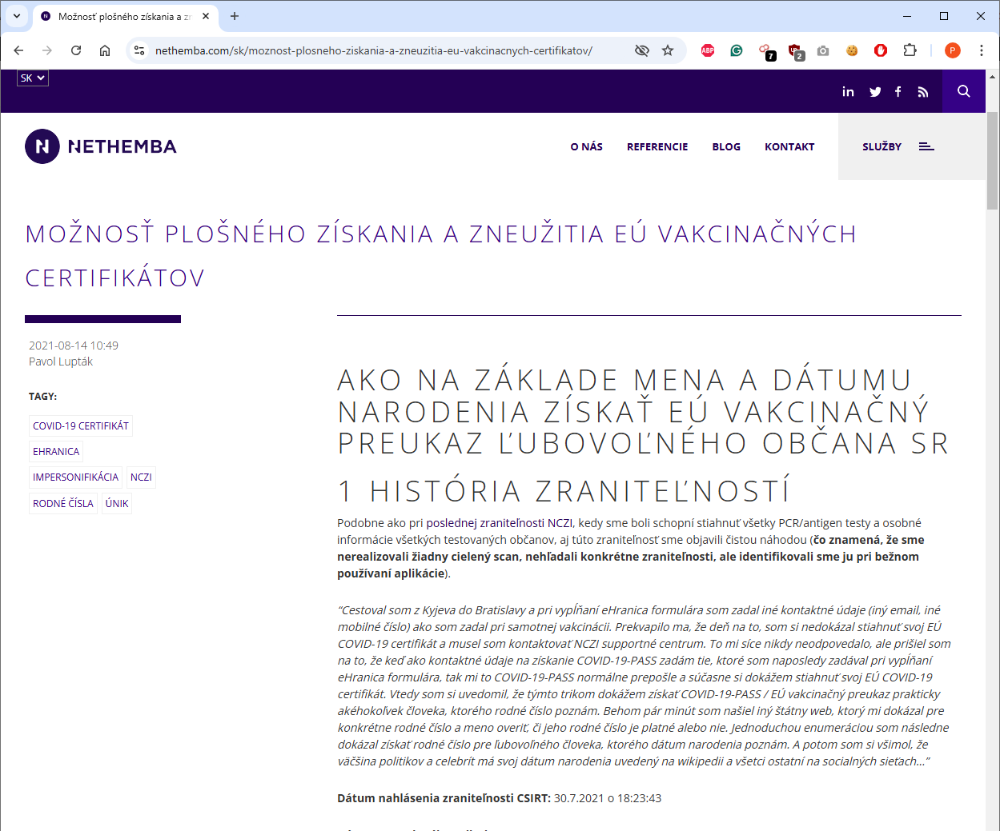 Možnosť plošného získania a z
nethemba.com/sk/moznost-plosneho-ziskania-a-zneuzitia-eu-vakcinacnych-certifikatov/
ABP
7
2
P
SK
N NETHEMBA
O NÁS
REFERENCIE
BLOG
KONTAKT
SLUŽBY
MOŽNOSŤ PLOŠNÉHO ZÍSKANIA A ZNEUŽITIA EÚ VAKCINAČNÝCH
CERTIFIKÁTOV
2021-08-14 10:49
Pavol Lupták
TAGY:
COVID-19 CERTIFIKÁT
EHRANICA
IMPERSONIFIKÁCIA NCZI
RODNÉ ČÍSLA ÚNIK
AKO NA ZÁKLADE MENA A DÁTUMU
NARODENIA ZÍSKAŤ EÚ VAKCINAČNÝ
PREUKAZ ĽUBOVOĽNÉHO OBČANA SR
1 HISTÓRIA ZRANITEĽNOSTÍ
Podobne ako pri poslednej zraniteľnosti NCZI, kedy sme boli schopní stiahnuť všetky PCR/antigen testy a osobné
informácie všetkých testovaných občanov, aj túto zraniteľnosť sme objavili čistou náhodou (čo znamená, že sme
nerealizovali žiadny cielený scan, nehľadali konkrétne zraniteľnosti, ale identifikovali sme ju pri bežnom
používaní aplikácie).
“Cestoval som z Kyjeva do Bratislavy a pri vypĺňaní eHranica formulára som zadal iné kontaktné údaje (iný email, iné
mobilné číslo) ako som zadal pri samotnej vakcinácii. Prekvapilo ma, že deň na to, som si nedokázal stiahnuť svoj EÚ
COVID-19 certifikát a musel som kontaktovať NCZI supportné centrum. To mi síce nikdy neodpovedalo, ale prišiel som
na to, že keď ako kontaktné údaje na získanie COVID-19-PASS zadám tie, ktoré som naposledy zadával pri vypĺňaní
eHranica formulára, tak mi to COVID-19-PASS normálne prepošle a súčasne si dokážem stiahnuť svoj EÚ COVID-19
certifikát. Vtedy som si uvedomil, že týmto trikom dokážem získať COVID-19-PASS / EÚ vakcinačný preukaz prakticky
akéhokoľvek človeka, ktorého rodné číslo poznám. Behom pár minút som našiel iný štátny web, ktorý mi dokázal pre
konkrétne rodné číslo a meno overiť, či jeho rodné číslo je platné alebo nie. Jednoduchou enumeráciou som následne
dokázal získať rodné číslo pre ľubovoľného človeka, ktorého dátum narodenia poznám. A potom som si všimol, že
väčšina politikov a celebrít má svoj dátum narodenia uvedený na wikipedii a všetci ostatní na socialných sieťach…”
Dátum nahlásenia zraniteľnosti CSIRT: 30.7.2021 o 18:23:43